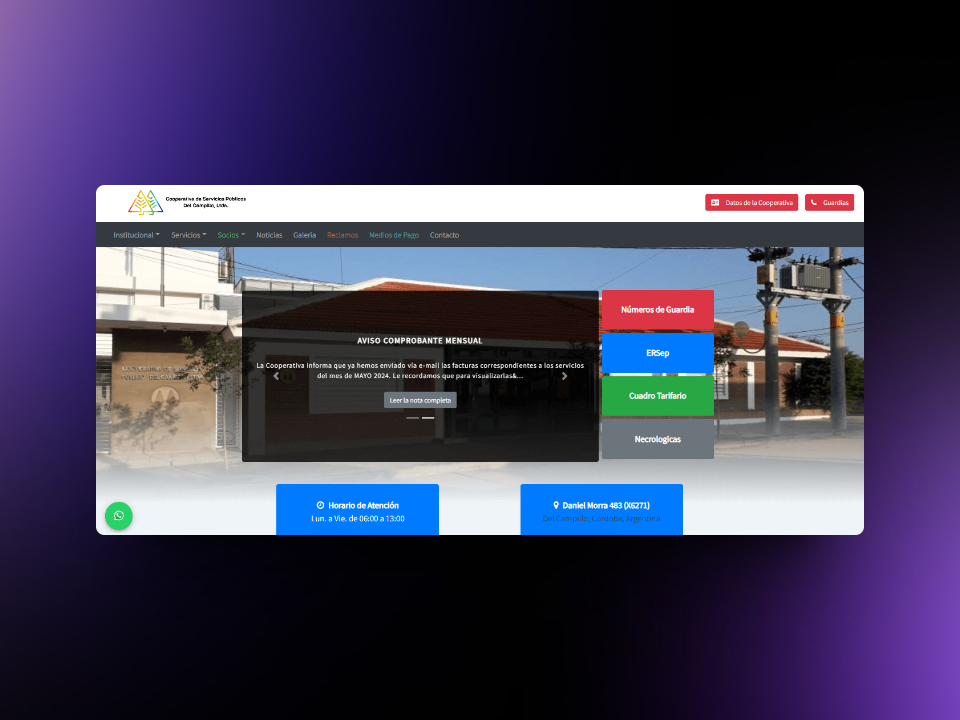 Cooperativa de Servicios Públicos
Del Campillo, Ltda.
Datos de la Cooperativa
Guardias
Institucional
Servicios
Socios
Noticias
Galería
Reclamos
Medios de Pago
Contacto
AVISO COMPROBANTE MENSUAL
La Cooperativa informa que ya hemos enviado vía e-mail las facturas correspondientes a los servicios
del mes de MAYO 2024. Le recordamos que para visualizarlas&...
Leer la nota completa
Números de Guardia
ERSep
Cuadro Tarifario
Necrologicas
Horario de Atención
Lun. a Vie. de 06:00 a 13:00
Daniel Morra 483 (X6271)
Del Campillo, Córdoba, Argentina